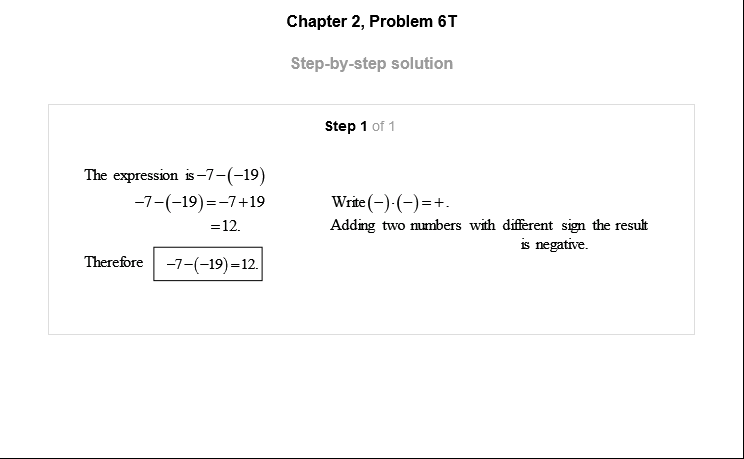 Chapter 2, Problem 6T
Step-by-step solution
Step 1 of 1
The expression is −7−(−19)
−7−(−19)=−7+19 Write(−)·(−)=+.
=12. Adding two numbers with different sign the result
is negative.
Therefore −7−(−19)=12.